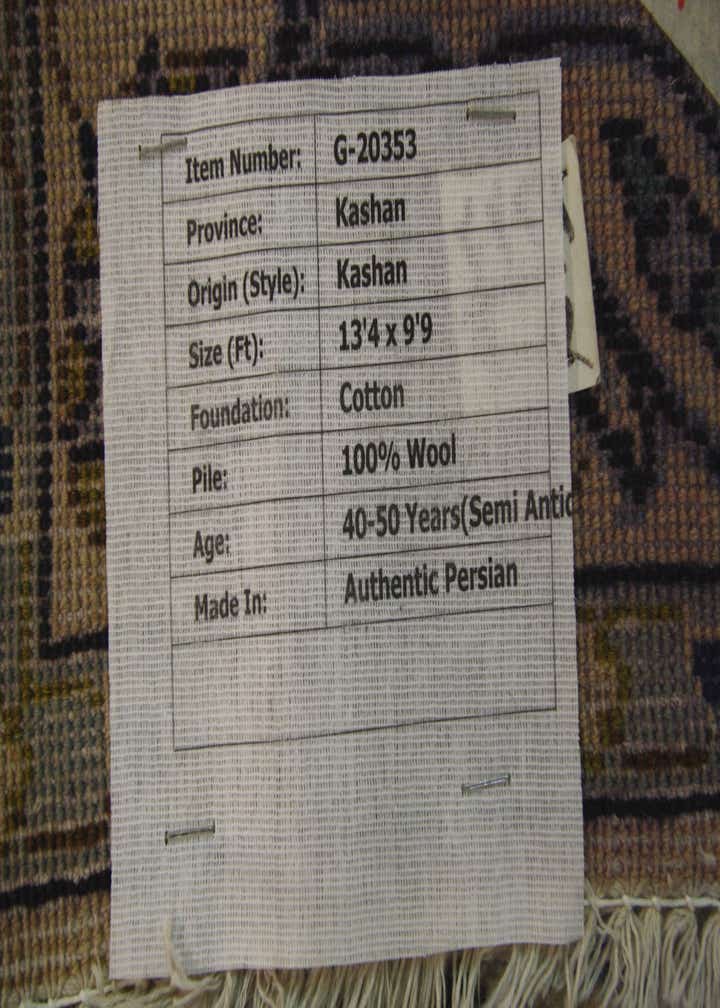 Item Number: G-20353
Province: Kashan
Origin (Style): Kashan
Size (Ft): 13'4 x 9'9
Foundation: Cotton
Pile: 100% Wool
Age: 40-50 Years(Semi Antic
Made In: Authentic Persian